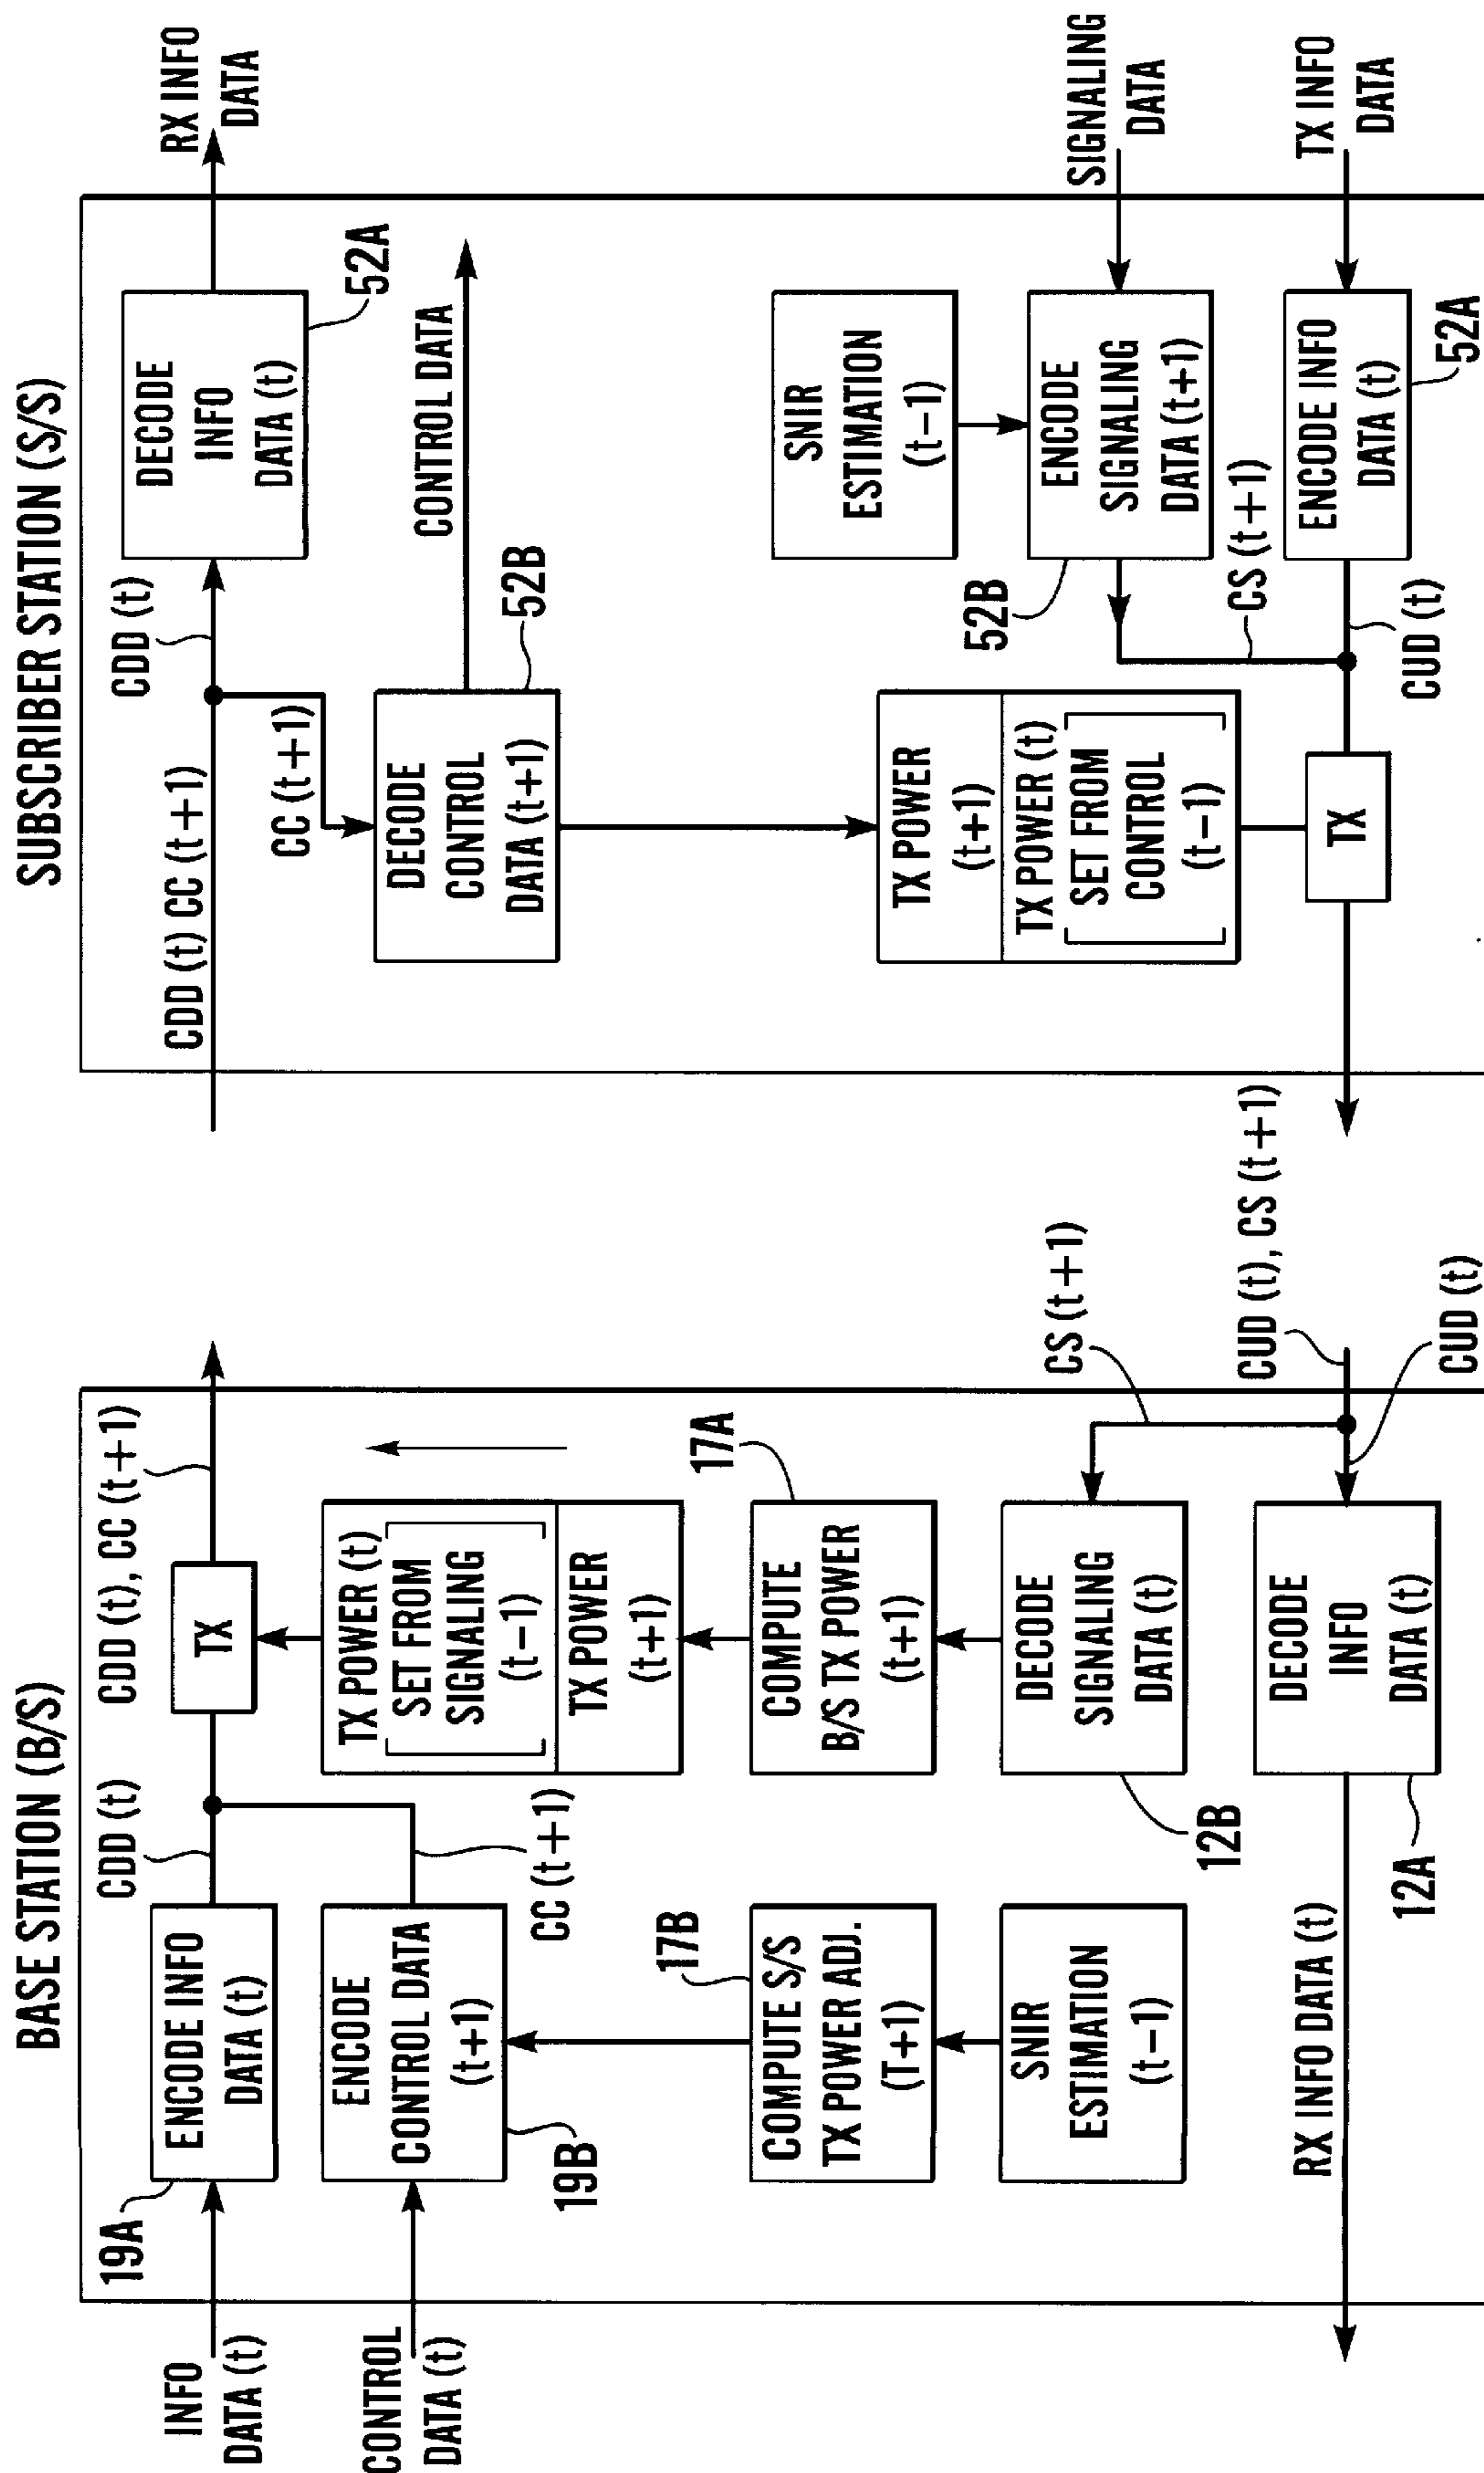 BASE STATION (B/S)
INFO
DATA (t)
19A
ENCODE INFO
DATA (t)
CDD (t)
CDD (t), CC (t+1)
TX
CONTROL
DATA (t)
ENCODE
CONTROL DATA
(t+1)
19B
CC (t+1)
TX POWER (t)
SET FROM
SIGNALING
(t−1)
TX POWER
(t+1)
17B
COMPUTE S/S
TX POWER ADJ.
(T+1)
17A
COMPUTE
B/S TX POWER
(t+1)
SNIR
ESTIMATION
(t−1)
DECODE
SIGNALING
DATA (t)
12B
CS (t+1)
RX INFO DATA (t)
12A
DECODE
INFO
DATA (t)
CUD (t), CS (t+1)
CUD (t)
SUBSCRIBER STATION (S/S)
CDD (t) CC (t+1)
CDD (t)
DECODE
INFO
DATA (t)
52A
RX INFO
DATA
CC (t+1)
DECODE
CONTROL
DATA (t+1)
52B
CONTROL DATA
TX POWER
(t+1)
TX POWER (t)
SET FROM
CONTROL
(t−1)
SNIR
ESTIMATION
(t−1)
52B
ENCODE
SIGNALING
DATA (t+1)
SIGNALING
DATA
CS (t+1)
TX
CUD (t)
ENCODE INFO
DATA (t)
52A
TX INFO
DATA